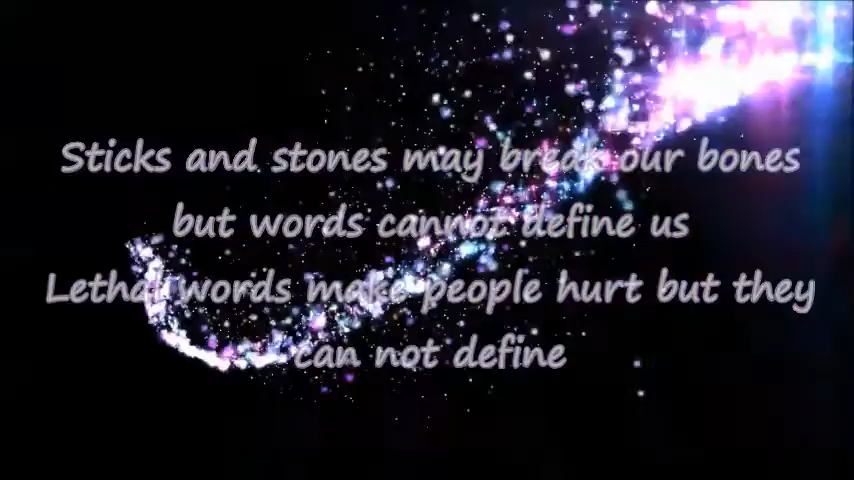 Sticks and stones may break our bones
but words cannot define us
Lethal words make people hurt but they
can not define